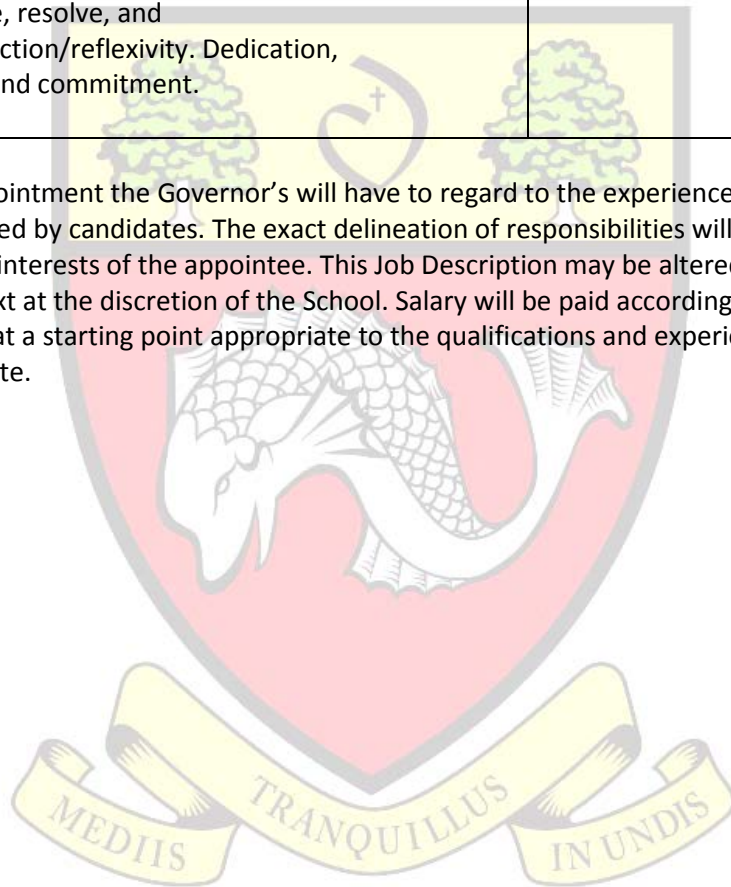 e, resolve, and
ction/reflexivity. Dedication,
nd commitment.
ointment the Governor’s will have to regard to the experience
ed by candidates. The exact delineation of responsibilities will
interests of the appointee. This Job Description may be altered
xt at the discretion of the School. Salary will be paid according
at a starting point appropriate to the qualifications and experie
te.
MEDIIS TRANQUILLUS IN UNDIS